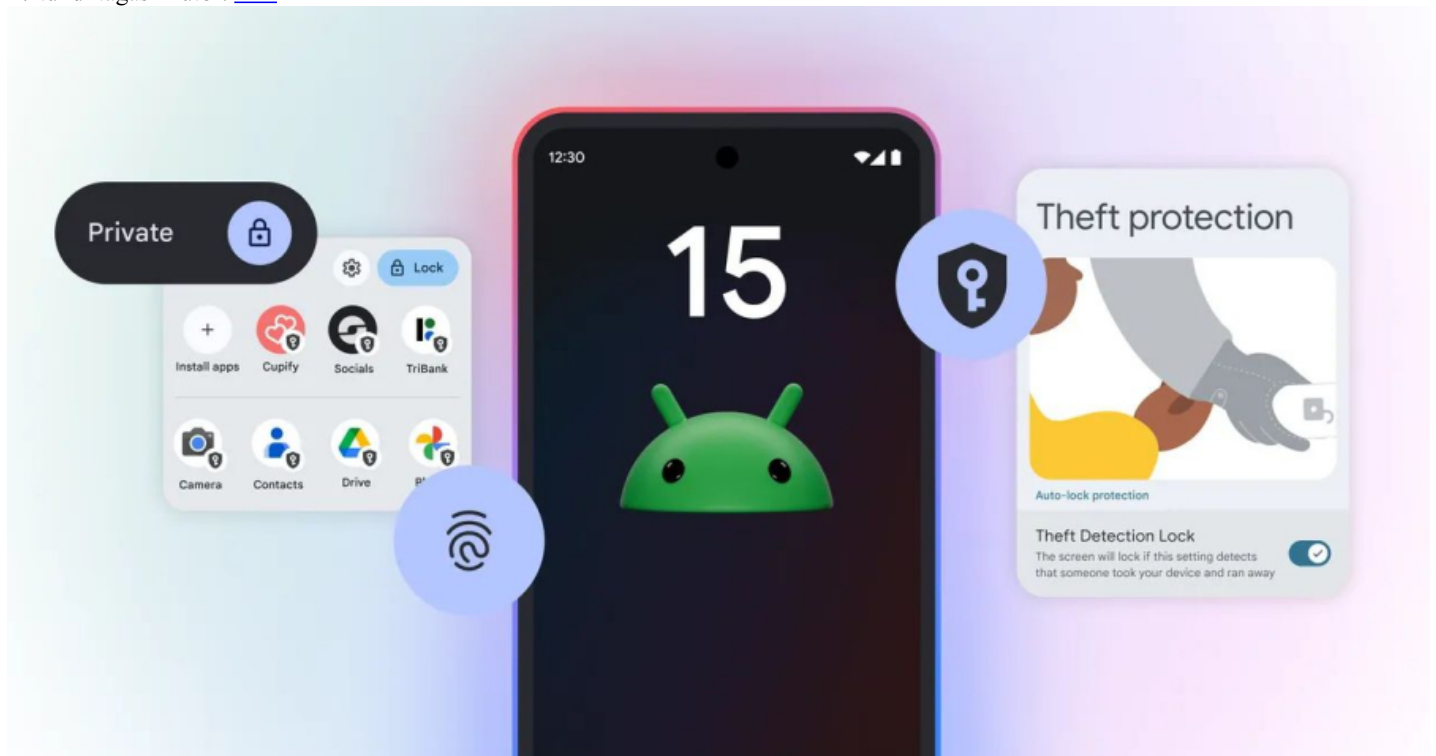 Private
Lock
Install apps
Cupify
Socials
TriBank
Camera
Contacts
Drive
12:30
15
Theft protection
Auto-lock protection
Theft Detection Lock
The screen will lock if this setting detects
that someone took your device and ran away